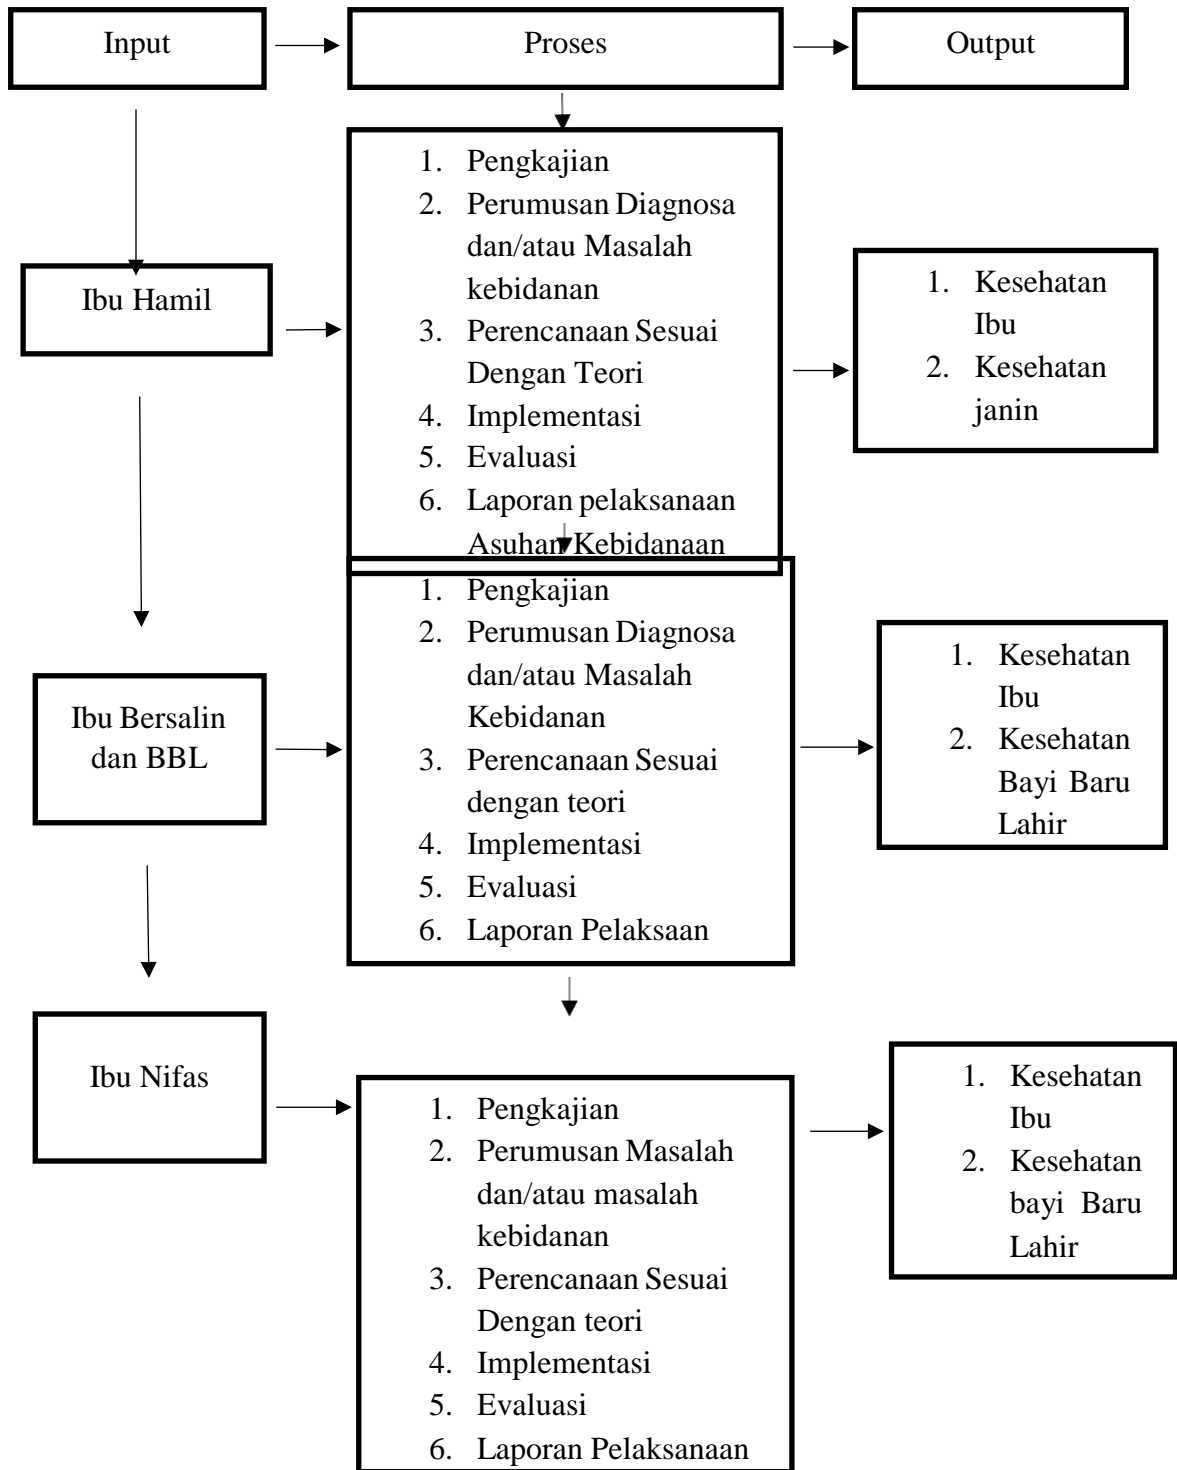 Input
Proses
Output
1. Pengkajian
2. Perumusan Diagnosa
dan/atau Masalah
kebidanan
3. Perencanaan Sesuai
Dengan Teori
4. Implementasi
5. Evaluasi
6. Laporan pelaksanaan
Asuhan Kebidanaan
Ibu Hamil
1. Kesehatan
Ibu
2. Kesehatan
janin
1. Pengkajian
2. Perumusan Diagnosa
dan/atau Masalah
Kebidanan
3. Perencanaan Sesuai
dengan teori
4. Implementasi
5. Evaluasi
6. Laporan Pelaksaan
Ibu Bersalin
dan BBL
1. Kesehatan
Ibu
2. Kesehatan
Bayi Baru
Lahir
Ibu Nifas
1. Pengkajian
2. Perumusan Masalah
dan/atau masalah
kebidanan
3. Perencanaan Sesuai
Dengan teori
4. Implementasi
5. Evaluasi
6. Laporan Pelaksanaan
1. Kesehatan
Ibu
2. Kesehatan
bayi Baru
Lahir